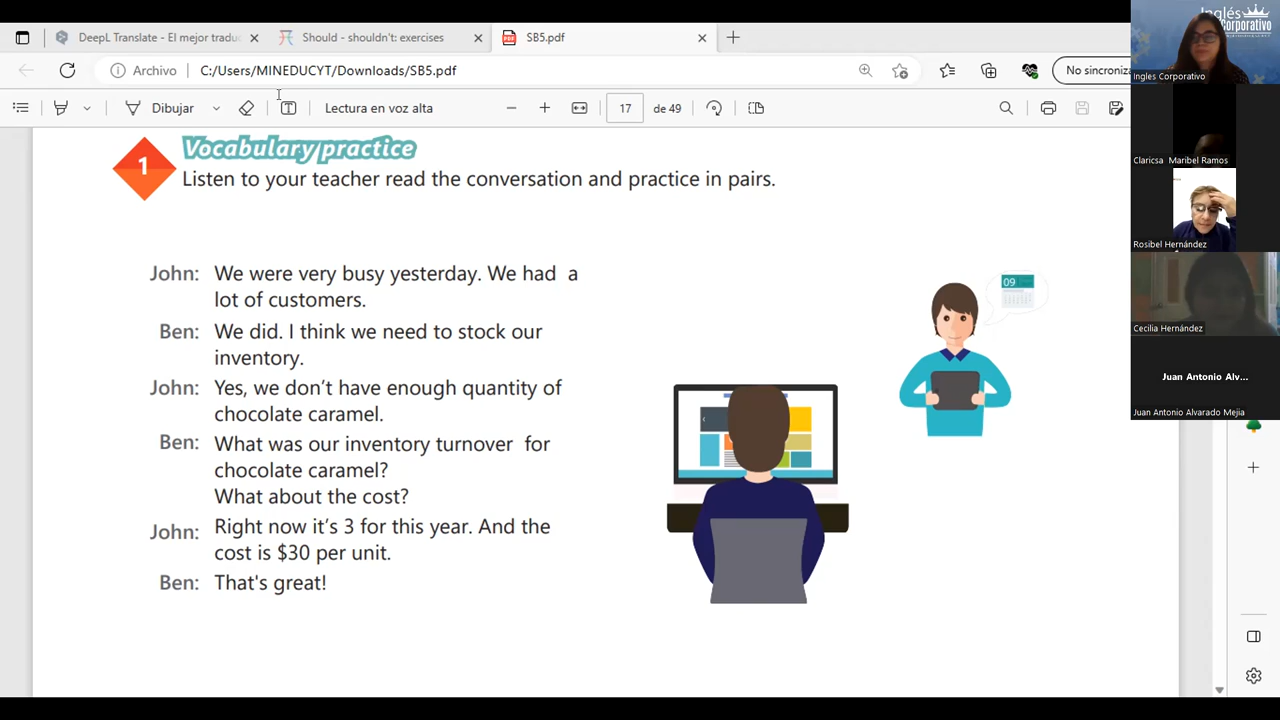 DeepL Translate - El mejor traduc
Should - shouldn't: exercises
SB5.pdf
Archivo
C:/Users/MINEDUCYT/Downloads/SB5.pdf
No sincroniza
Dibujar
Lectura en voz alta
17
de 49
1
Vocabulary practice
Listen to your teacher read the conversation and practice in pairs.
John: We were very busy yesterday. We had a
lot of customers.
Ben: We did. I think we need to stock our
inventory.
John: Yes, we don't have enough quantity of
chocolate caramel.
Ben: What was our inventory turnover for
chocolate caramel?
What about the cost?
John: Right now it's 3 for this year. And the
cost is $30 per unit.
Ben: That's great!
09
Inglés
Corporativo
Ingles Corporativo
Claricsa Maribel Ramos
Rosibel Hernández
Cecilia Hernández
Juan Antonio Alv...
Juan Antonio Alvarado Mejia